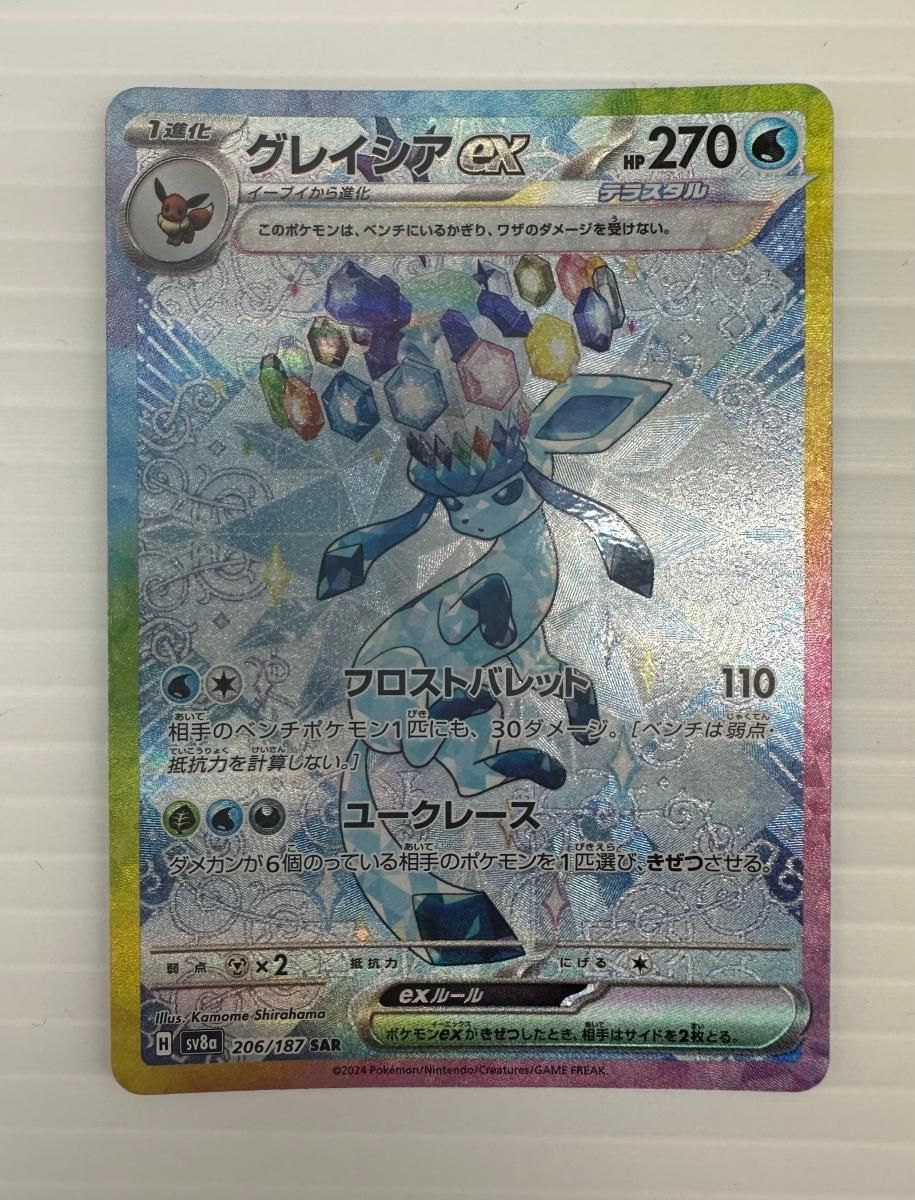 1進化
グレイシアex
HP270
イーブイから進化
テラスタル
このポケモンは、ベンチにいるかぎり、ワザのダメージを受けない。
フロストバレット 110
相手のベンチポケモン1匹にも、30ダメージ。[ベンチは弱点・
抵抗力を計算しない。]
ユークレース
ダメカンが6個のっている相手のポケモンを1匹選び、きぜつさせる。
弱点 ×2 抵抗力 にげる
exルール
ポケモンexがきぜつしたとき、相手はサイドを2枚とる。
Illus. Kamome Shirahama
H sv8a 206/187 SAR
©2024 Pokémon/Nintendo/Creatures/GAME FREAK.